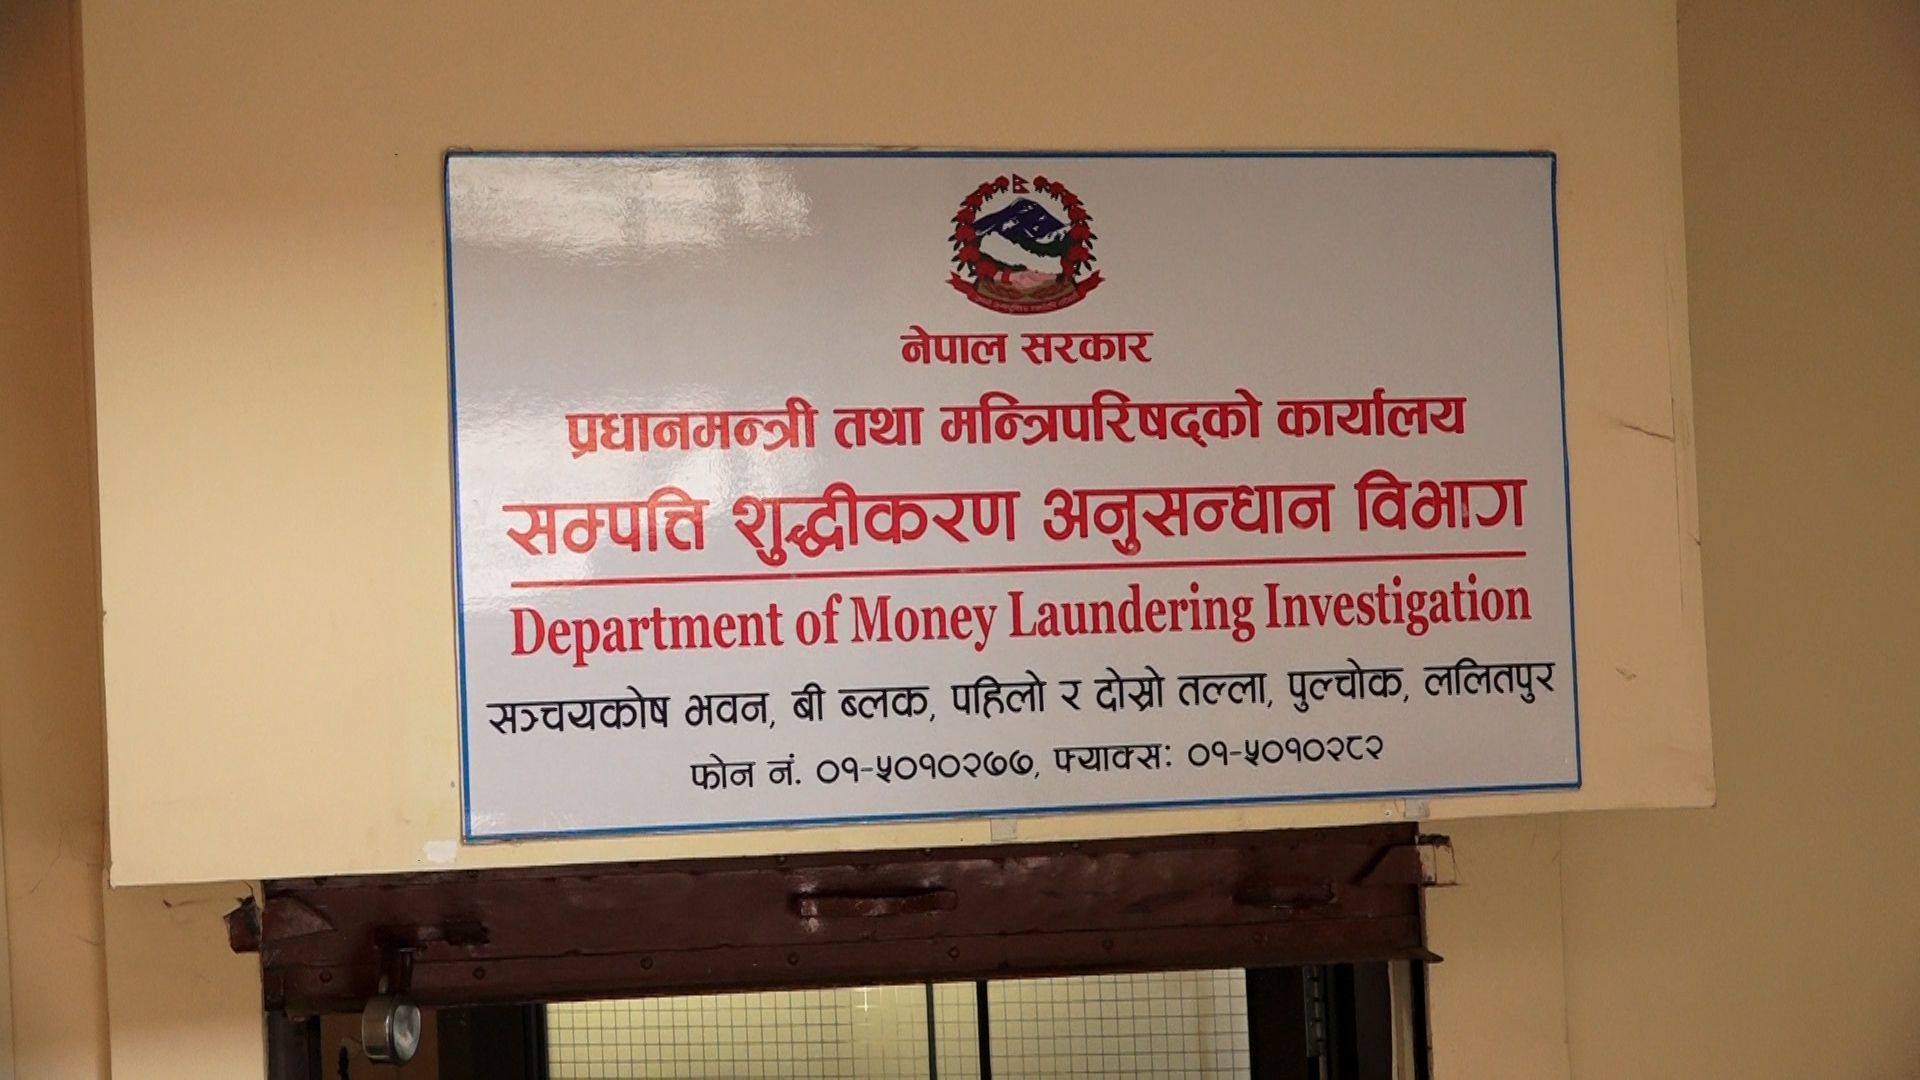 नेपाल सरकार
प्रधानमन्त्री तथा मन्त्रिपरिषद्को कार्यालय
सम्पत्ति शुद्धीकरण अनुसन्धान विभाग
Department of Money Laundering Investigation
सञ्चयकोष भवन, बी ब्लक, पहिलो र दोस्रो तल्ला, पुल्चोक, ललितपुर
फोन नं. ०१-५०१०२७७, फ्याक्स: ०१-५०१०२८२